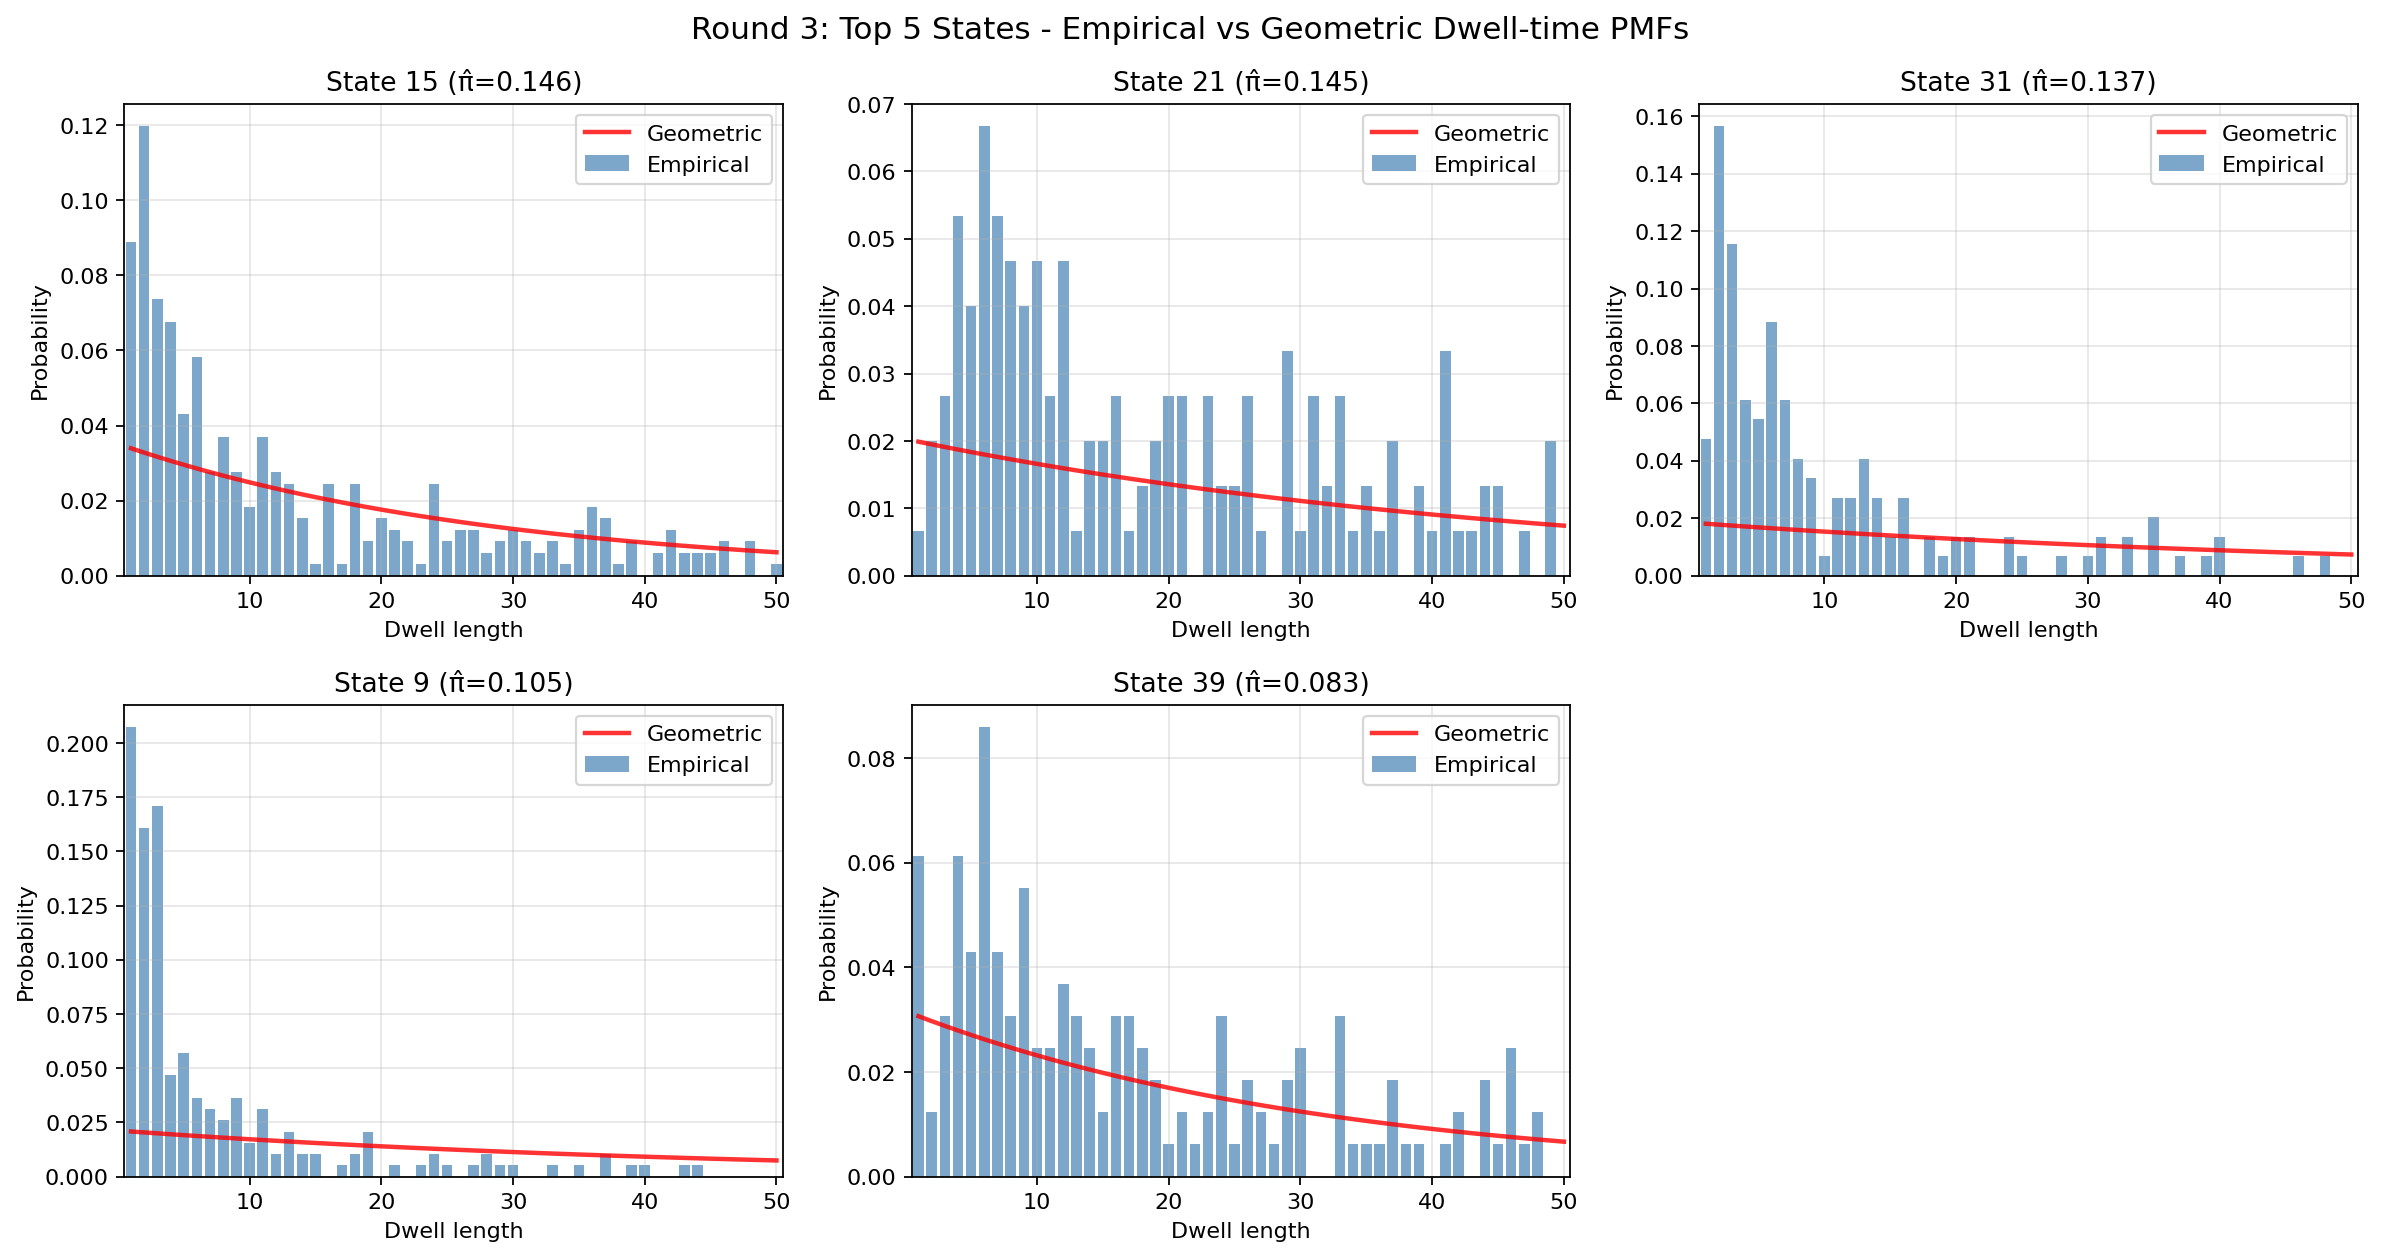 Round 3: Top 5 States - Empirical vs Geometric Dwell-time PMFs
State 15 (π̂=0.146)
Probability
0.12
0.10
0.08
0.06
0.04
0.02
0.00
Geometric
Empirical
10 20 30 40 50
Dwell length
State 21 (π̂=0.145)
Probability
0.07
0.06
0.05
0.04
0.03
0.02
0.01
0.00
Geometric
Empirical
10 20 30 40 50
Dwell length
State 31 (π̂=0.137)
Probability
0.16
0.14
0.12
0.10
0.08
0.06
0.04
0.02
0.00
Geometric
Empirical
10 20 30 40 50
Dwell length
State 9 (π̂=0.105)
Probability
0.200
0.175
0.150
0.125
0.100
0.075
0.050
0.025
0.000
Geometric
Empirical
10 20 30 40 50
Dwell length
State 39 (π̂=0.083)
Probability
0.08
0.06
0.04
0.02
0.00
Geometric
Empirical
10 20 30 40 50
Dwell length